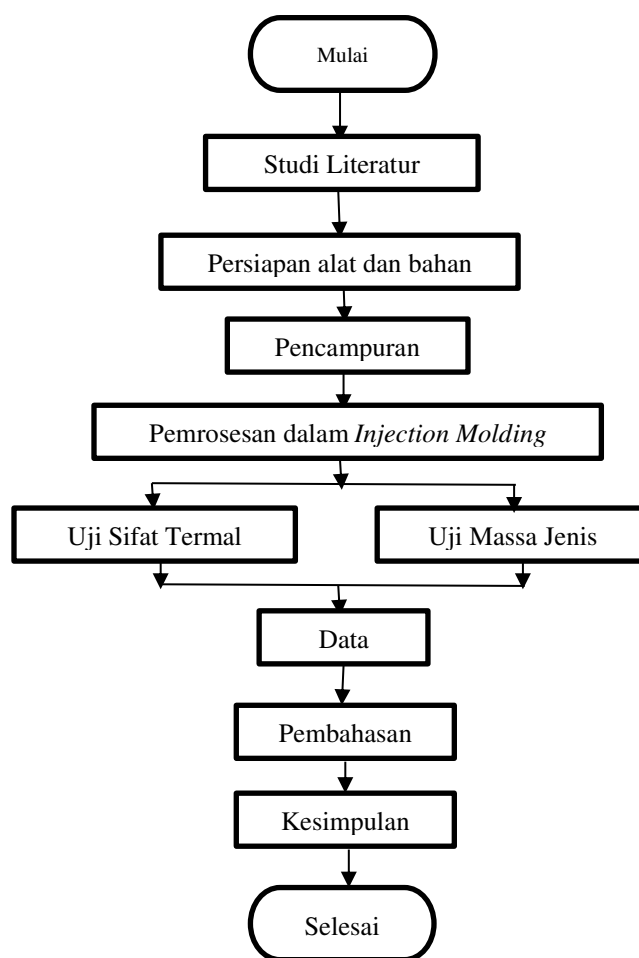 Mulai
Studi Literatur
Persiapan alat dan bahan
Pencampuran
Pemrosesan dalam Injection Molding
Uji Sifat Termal
Uji Massa Jenis
Data
Pembahasan
Kesimpulan
Selesai